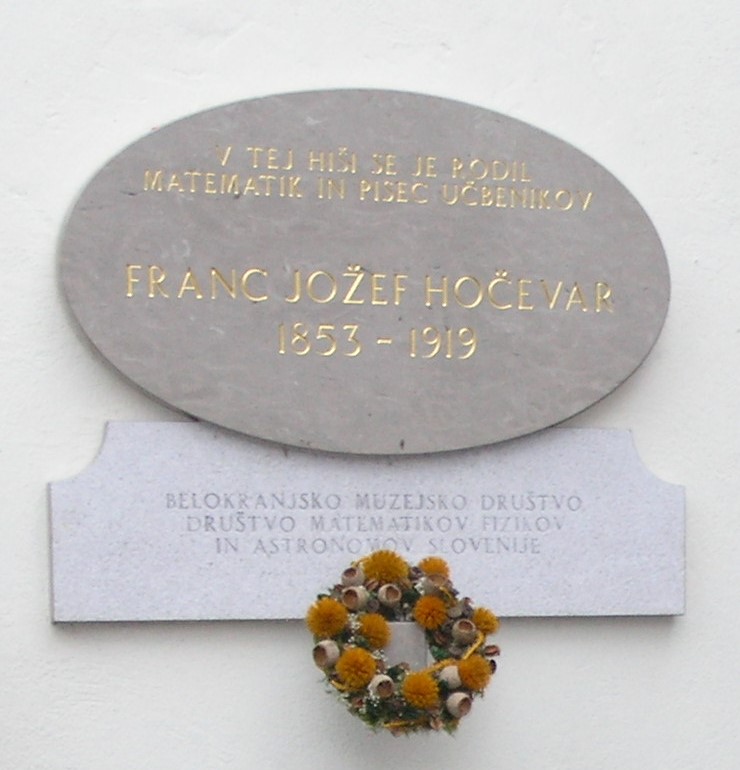 V TEJ HIŠI SE JE RODIL
MATEMATIK IN PISEC UČBENIKOV
FRANC JOŽEF HOČEVAR
1853 - 1919
BELOKRANJSKO MUZEJSKO DRUŠTVO
DRUŠTVO MATEMATIKOV FIZIKOV
IN ASTRONOMOV SLOVENIJE